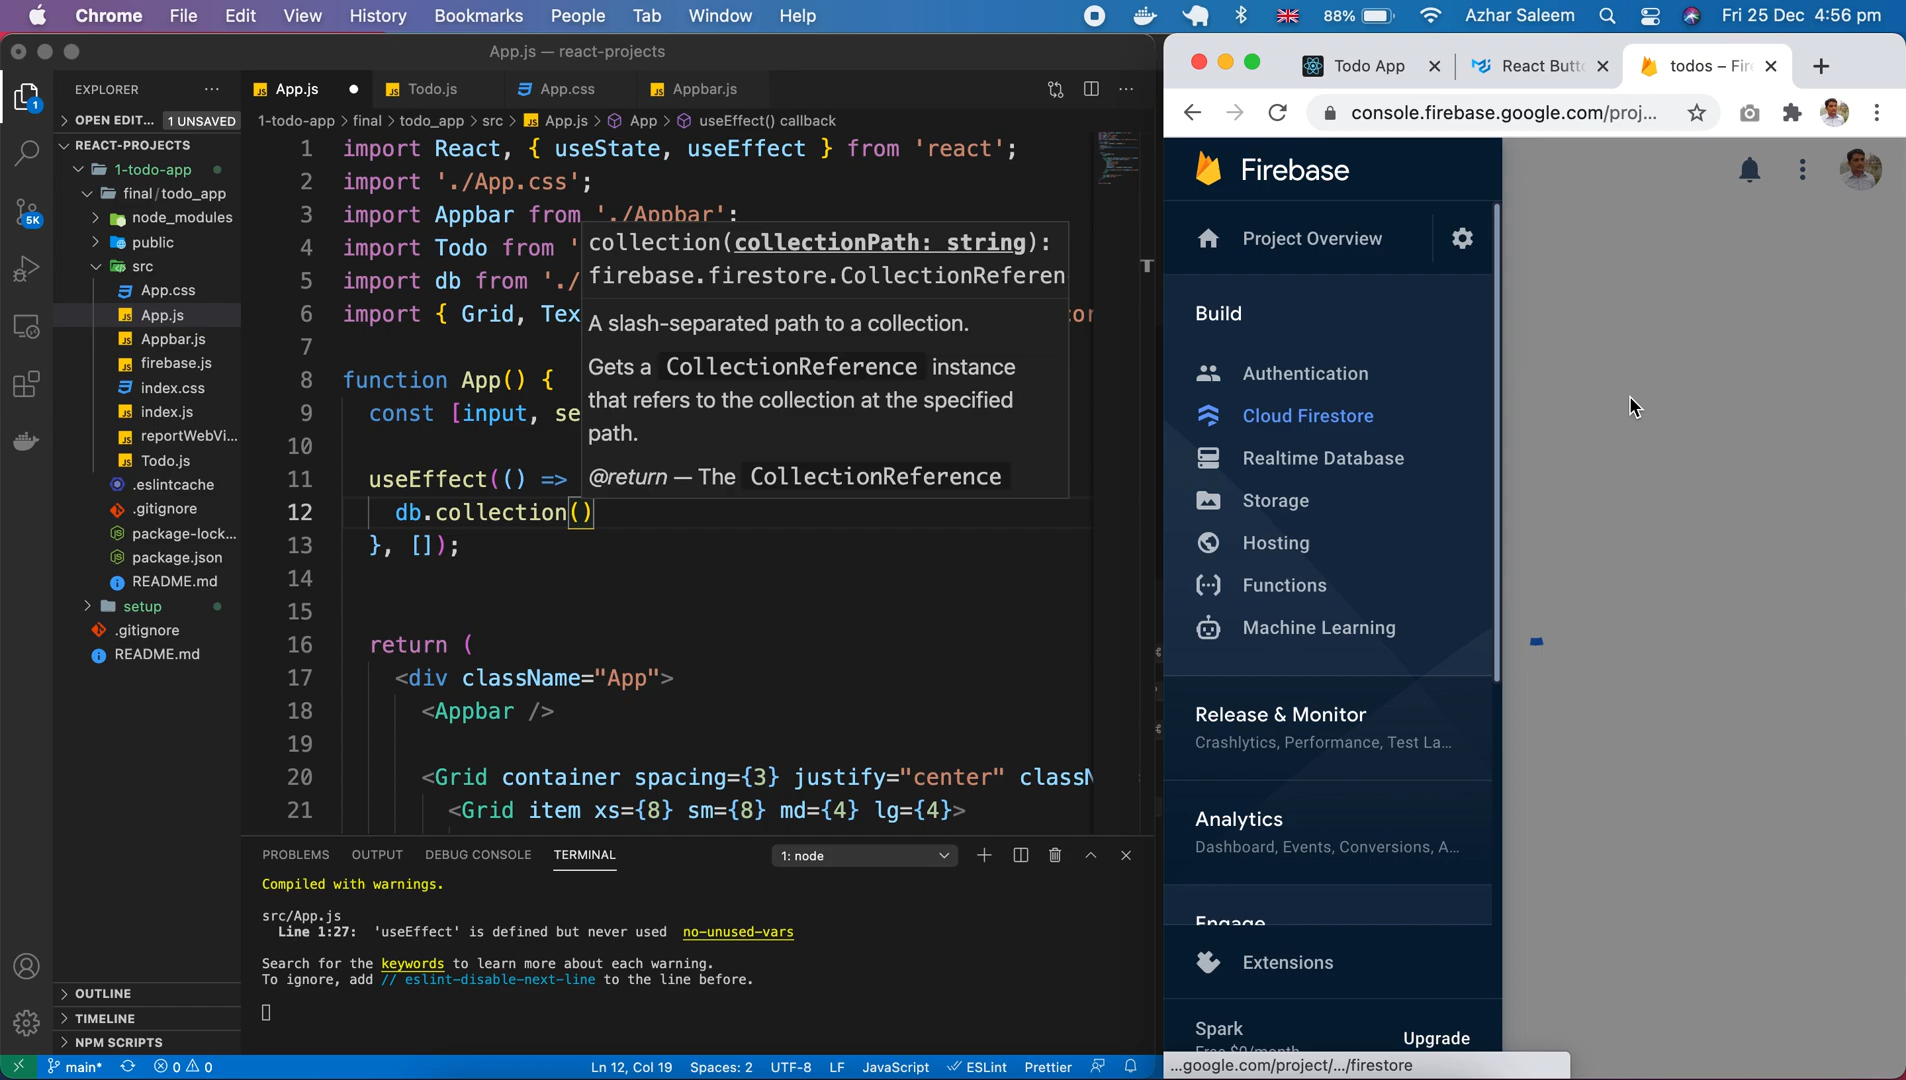 Chrome File Edit View History Bookmarks People Tab Window Help 88% Azhar Saleem Fri 25 Dec 4:56 pm
App.js — react-projects
EXPLORER
OPEN EDIT... 1 UNSAVED
REACT-PROJECTS
1-todo-app
final/todo_app
node_modules
public
src
App.css
App.js
Appbar.js
firebase.js
index.css
index.js
reportWebVi...
Todo.js
.eslintcache
.gitignore
package-lock...
package.json
README.md
setup
.gitignore
README.md
OUTLINE
TIMELINE
NPM SCRIPTS
1
5K
App.js Todo.js App.css Appbar.js
1-todo-app > final > todo_app > src > App.js > App > useEffect() callback
1 import React, { useState, useEffect } from 'react';
2 import './App.css';
3 import Appbar from './Appbar';
4 import Todo from '
5 import db from './
6 import { Grid, Tex
7
8 function App() {
9 const [input, se
10
11 useEffect(() =>
12 db.collection()
13 }, []);
14
15
16 return (
17 <div className="App">
18 <Appbar />
19
20 <Grid container spacing={3} justify="center" classN
21 <Grid item xs={8} sm={8} md={4} lg={4}>
collection(collectionPath: string):
firebase.firestore.CollectionReferen
A slash-separated path to a collection.
Gets a CollectionReference instance
that refers to the collection at the specified
path.
@return — The CollectionReference
PROBLEMS OUTPUT DEBUG CONSOLE TERMINAL 1: node
Compiled with warnings.
src/App.js
Line 1:27: 'useEffect' is defined but never used no-unused-vars
Search for the keywords to learn more about each warning.
To ignore, add // eslint-disable-next-line to the line before.
main* 0 0 Ln 12, Col 19 Spaces: 2 UTF-8 LF JavaScript ESLint Prettier
Todo App React Butt todos – Fire
console.firebase.google.com/proj...
Firebase
Project Overview
Build
Authentication
Cloud Firestore
Realtime Database
Storage
Hosting
Functions
Machine Learning
Release & Monitor
Crashlytics, Performance, Test La...
Analytics
Dashboard, Events, Conversions, A...
Engage
Extensions
Spark
Free $0/month
Upgrade
...google.com/project/.../firestore